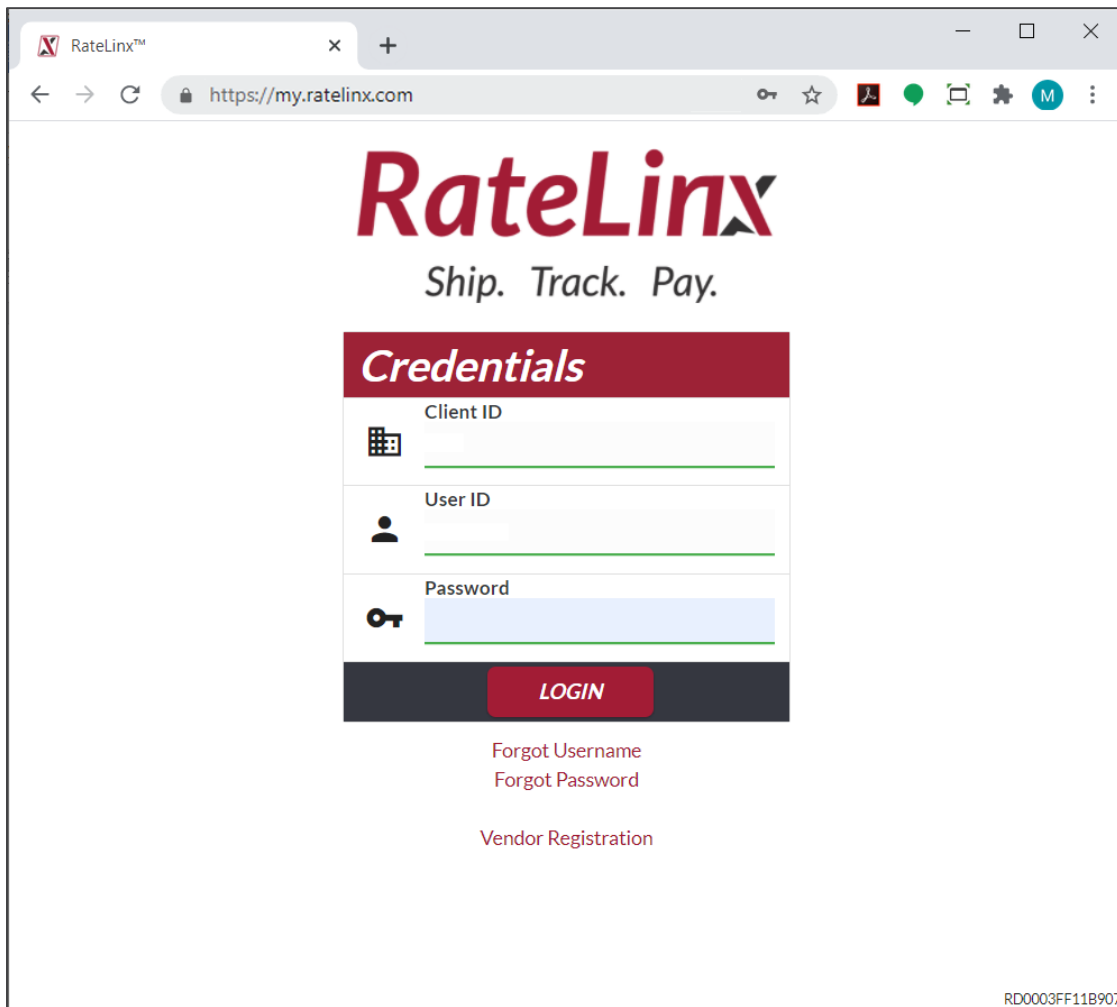 RateLinx™
https://my.ratelinx.com
M
RateLinx
Ship. Track. Pay.
Credentials
Client ID
User ID
Password
LOGIN
Forgot Username
Forgot Password
Vendor Registration
RD0003FF11B907